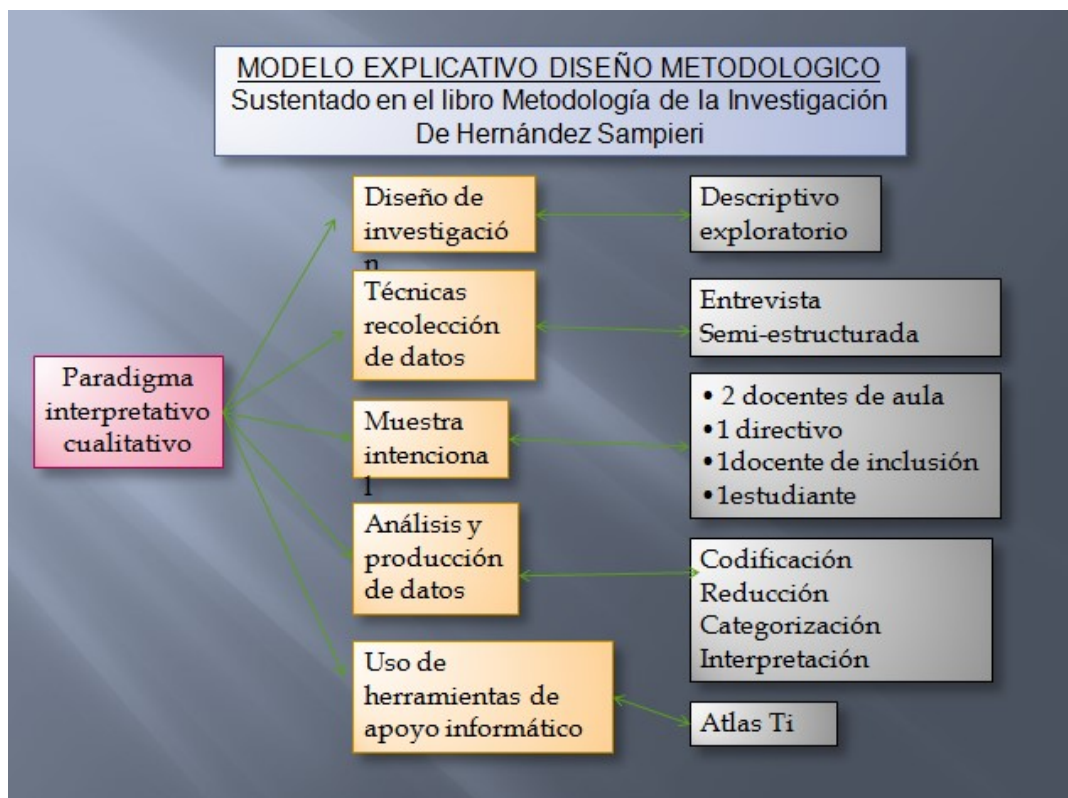 MODELO EXPLICATIVO DISEÑO METODOLOGICO
Sustentado en el libro Metodología de la Investigación
De Hernández Sampieri
Paradigma
interpretativo
cualitativo
Diseño de
investigació
n
Descriptivo
exploratorio
Técnicas
recolección
de datos
Entrevista
Semi-estructurada
Muestra
intenciona
l
• 2 docentes de aula
•1 directivo
•1docente de inclusión
•1estudiante
Análisis y
producción
de datos
Codificación
Reducción
Categorización
Interpretación
Uso de
herramientas de
apoyo informático
Atlas Ti